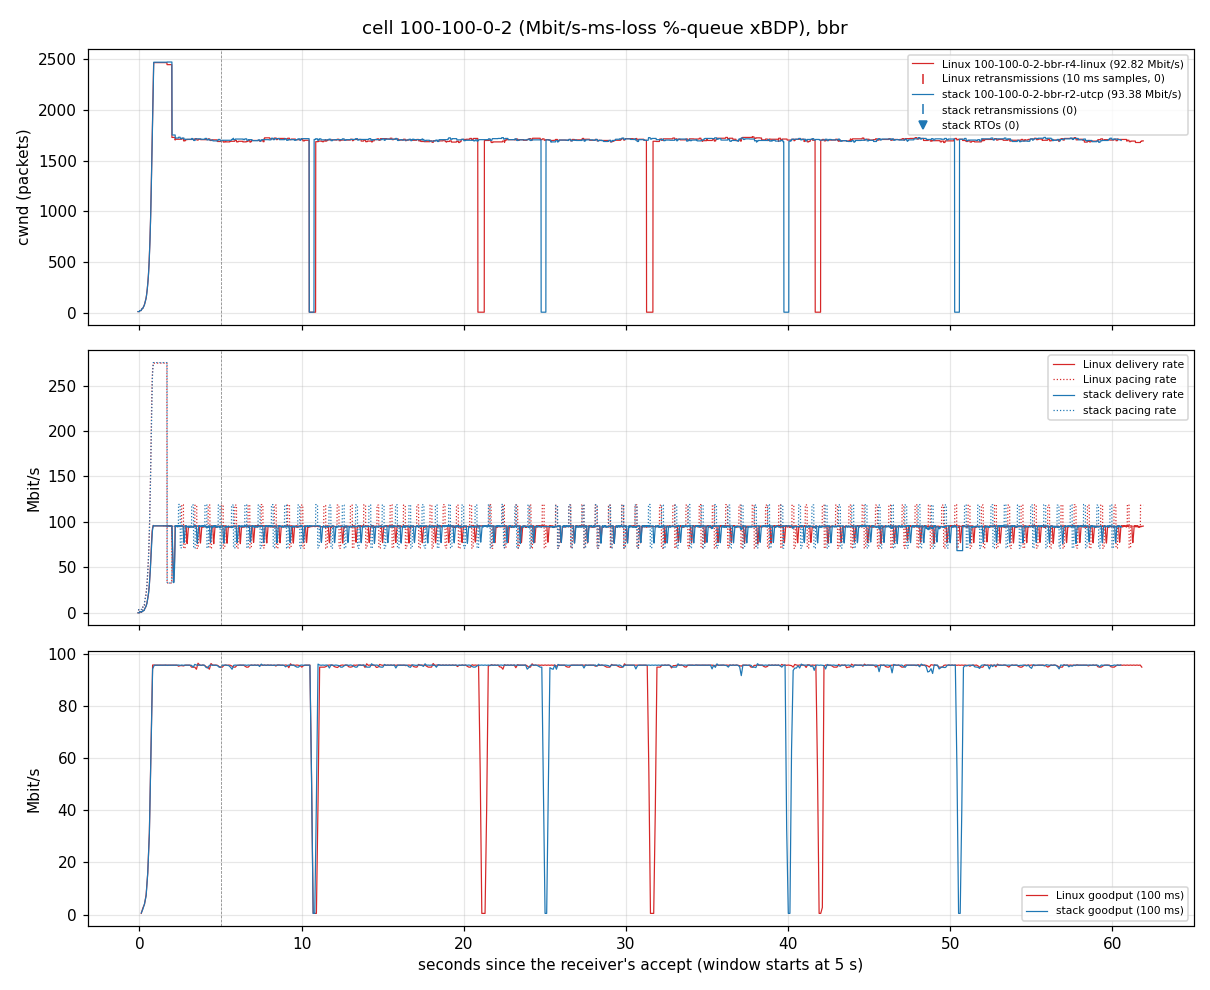 cell 100-100-0-2 (Mbit/s-ms-loss %-queue xBDP), bbr
cwnd (packets)
2500
2000
1500
1000
500
0
Linux 100-100-0-2-bbr-r4-linux (92.82 Mbit/s)
Linux retransmissions (10 ms samples, 0)
stack 100-100-0-2-bbr-r2-utcp (93.38 Mbit/s)
stack retransmissions (0)
stack RTOs (0)
Mbit/s
250
200
150
100
50
0
Linux delivery rate
Linux pacing rate
stack delivery rate
stack pacing rate
Mbit/s
100
80
60
40
20
0
Linux goodput (100 ms)
stack goodput (100 ms)
0 10 20 30 40 50 60
seconds since the receiver's accept (window starts at 5 s)